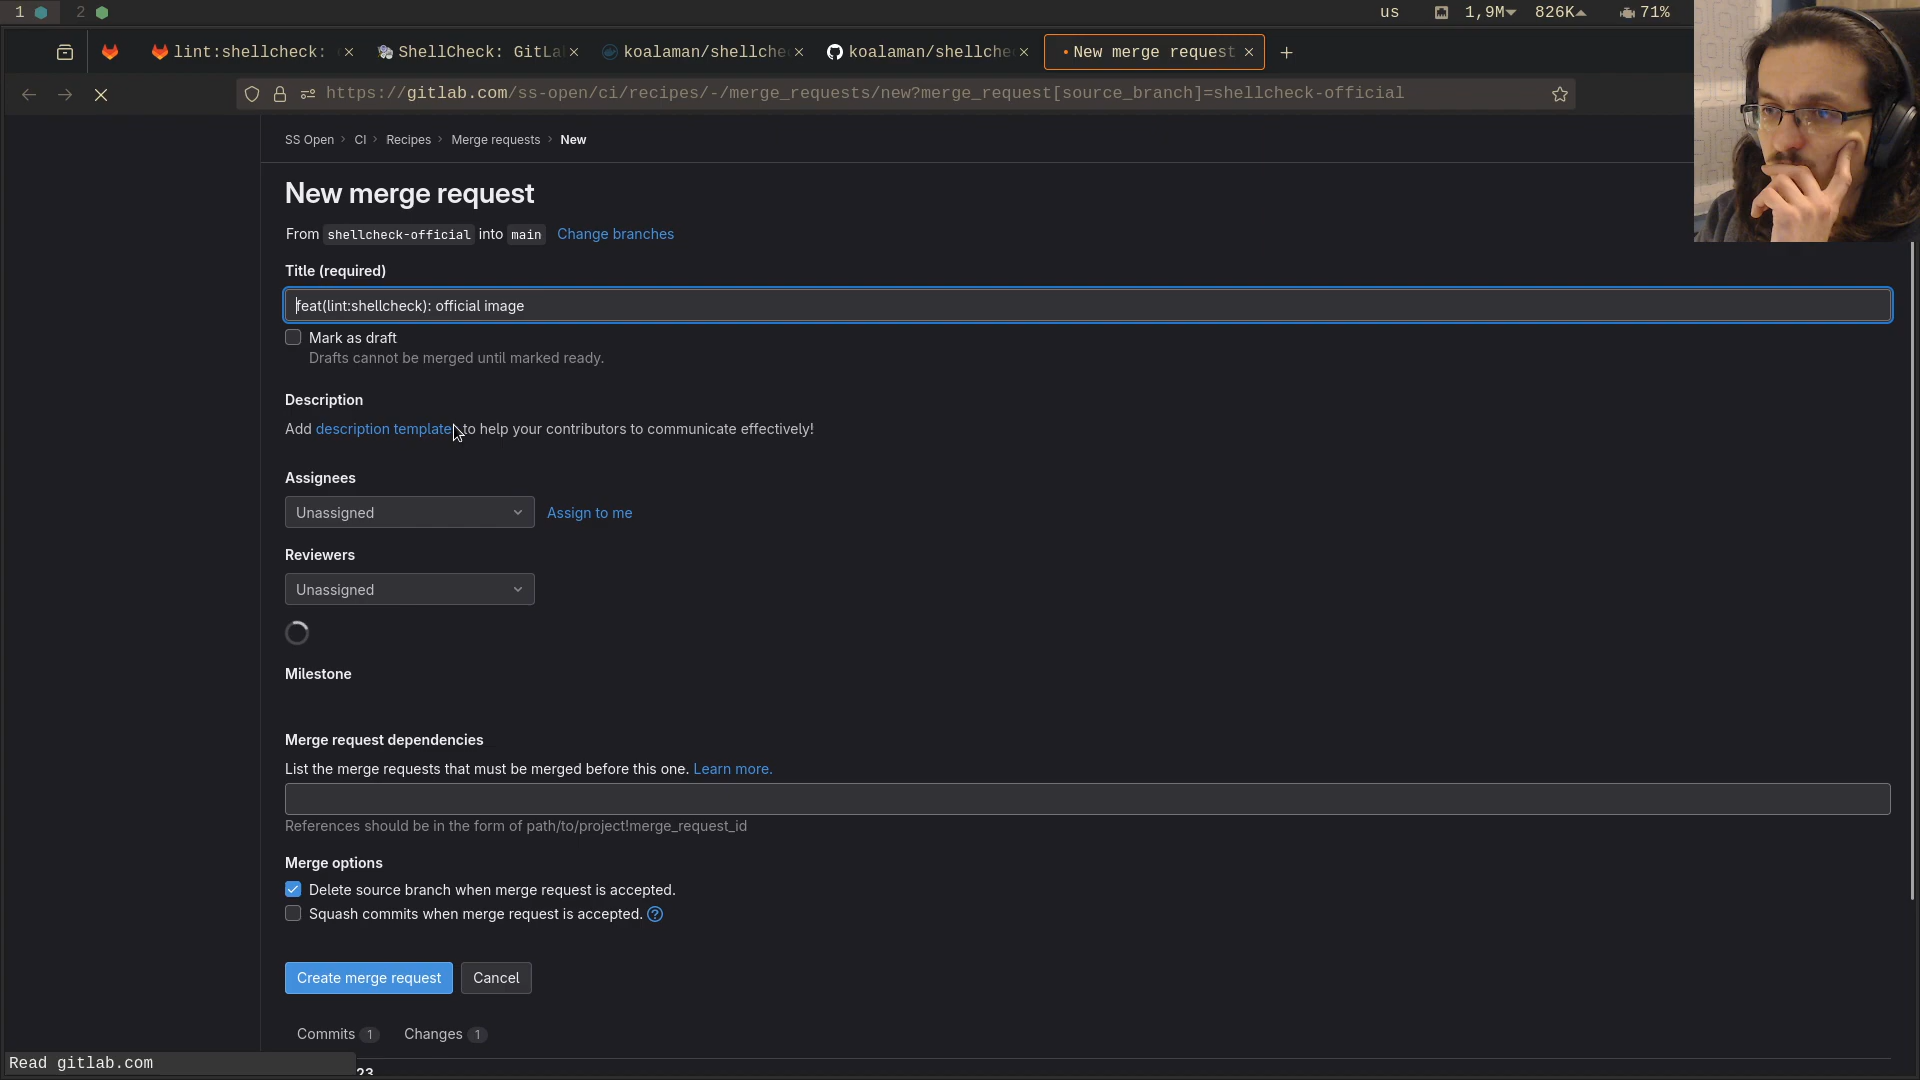 1 2 us 1,9M 826K 71%
lint:shellcheck: ShellCheck: GitLa koalaman/shellche koalaman/shellche New merge request
https://gitlab.com/ss-open/ci/recipes/-/merge_requests/new?merge_request[source_branch]=shellcheck-official
SS Open › CI › Recipes › Merge requests › New
New merge request
From shellcheck-official into main Change branches
Title (required)
feat(lint:shellcheck): official image
Mark as draft
Drafts cannot be merged until marked ready.
Description
Add description template to help your contributors to communicate effectively!
Assignees
Unassigned Assign to me
Reviewers
Unassigned
Milestone
Merge request dependencies
List the merge requests that must be merged before this one. Learn more.
References should be in the form of path/to/project!merge_request_id
Merge options
Delete source branch when merge request is accepted.
Squash commits when merge request is accepted.
Create merge request Cancel
Commits 1 Changes 1
Read gitlab.com
23